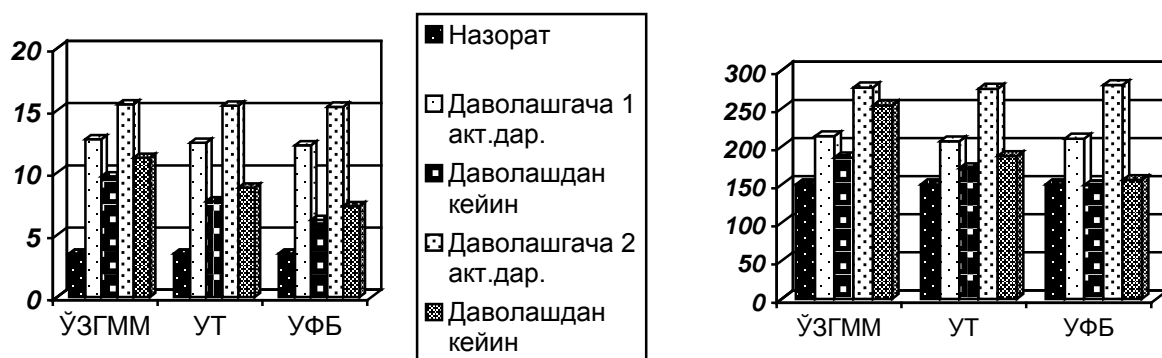 20
15
10
5
0
ЎЗГММ УТ УФБ
Назорат
Даволашгача 1
акт.дар.
Даволашдан
кейин
Даволашгача 2
акт.дар.
Даволашдан
кейин
300
250
200
150
100
50
0
ЎЗГММ УТ УФБ